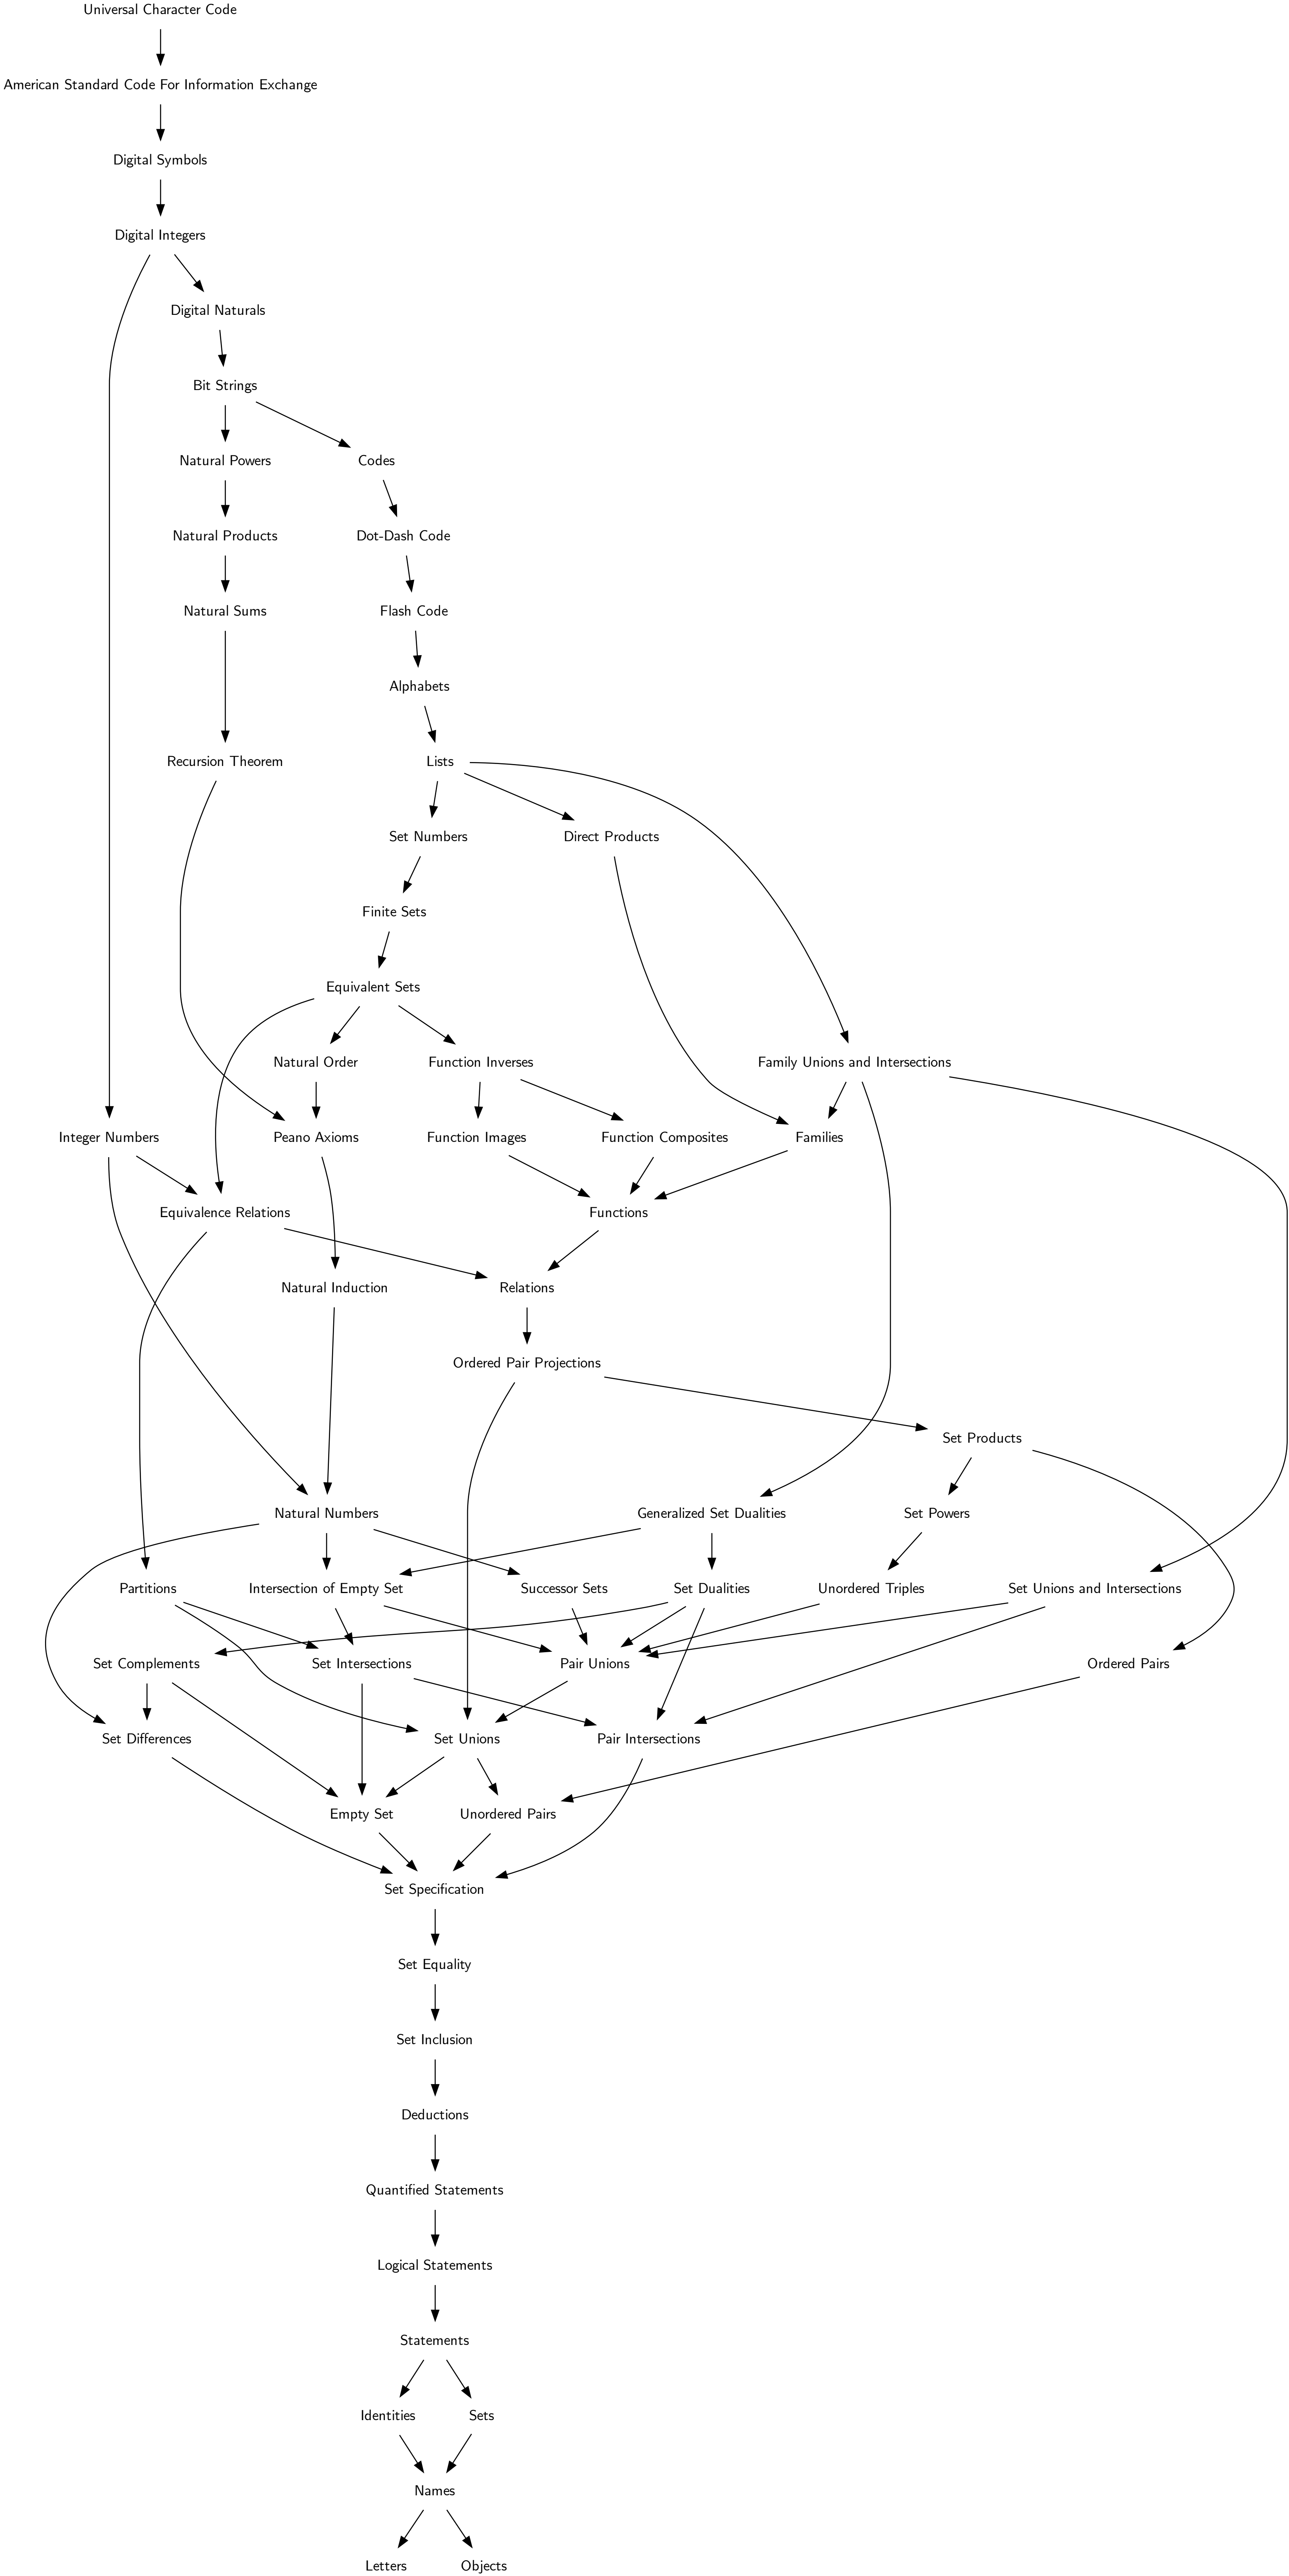 Universal Character Code
American Standard Code For Information Exchange
Digital Symbols
Digital Integers
Digital Naturals
Bit Strings
Natural Powers
Codes
Natural Products
Dot-Dash Code
Natural Sums
Flash Code
Alphabets
Recursion Theorem
Lists
Set Numbers
Direct Products
Finite Sets
Equivalent Sets
Natural Order
Function Inverses
Family Unions and Intersections
Integer Numbers
Peano Axioms
Function Images
Function Composites
Families
Equivalence Relations
Functions
Natural Induction
Relations
Ordered Pair Projections
Set Products
Natural Numbers
Generalized Set Dualities
Set Powers
Partitions
Intersection of Empty Set
Successor Sets
Set Dualities
Unordered Triples
Set Unions and Intersections
Set Complements
Set Intersections
Pair Unions
Ordered Pairs
Set Differences
Set Unions
Pair Intersections
Empty Set
Unordered Pairs
Set Specification
Set Equality
Set Inclusion
Deductions
Quantified Statements
Logical Statements
Statements
Identities
Sets
Names
Letters
Objects